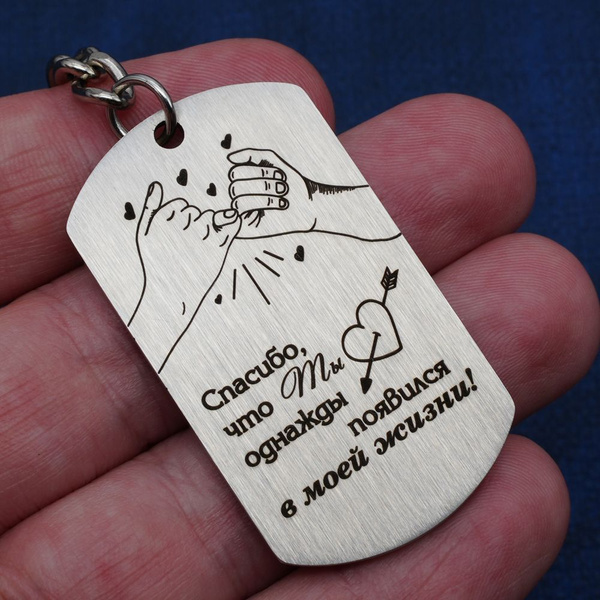 Спасибо,
что Ты
однажды
появился
в моей жизни!